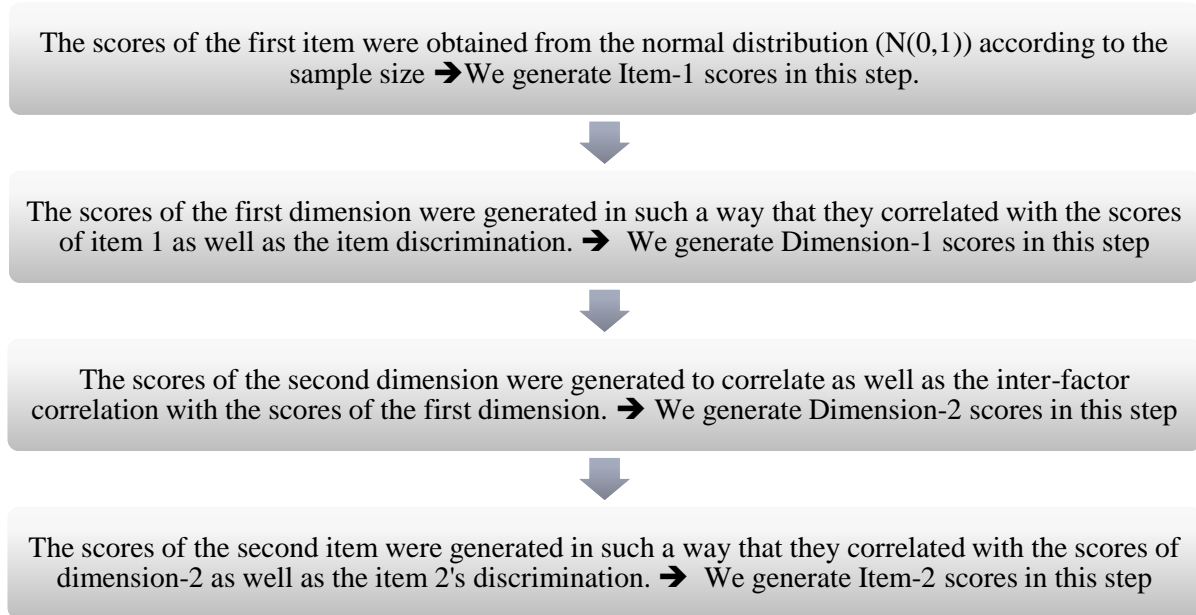 The scores of the first item were obtained from the normal distribution (N(0,1)) according to the
sample size ➔We generate Item-1 scores in this step.
The scores of the first dimension were generated in such a way that they correlated with the scores
of item 1 as well as the item discrimination. ➔ We generate Dimension-1 scores in this step
The scores of the second dimension were generated to correlate as well as the inter-factor
correlation with the scores of the first dimension. ➔ We generate Dimension-2 scores in this step
The scores of the second item were generated in such a way that they correlated with the scores of
dimension-2 as well as the item 2's discrimination. ➔ We generate Item-2 scores in this step